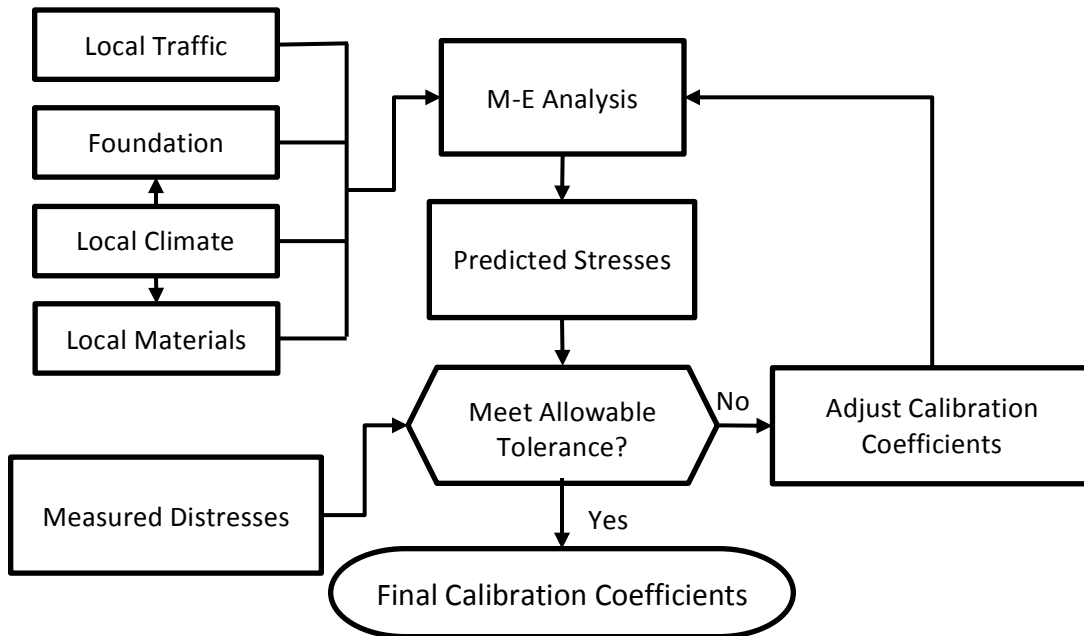 Local Traffic
Foundation
Local Climate
Local Materials
M-E Analysis
Predicted Stresses
Meet Allowable
Tolerance?
No
Adjust Calibration
Coefficients
Measured Distresses
Yes
Final Calibration Coefficients